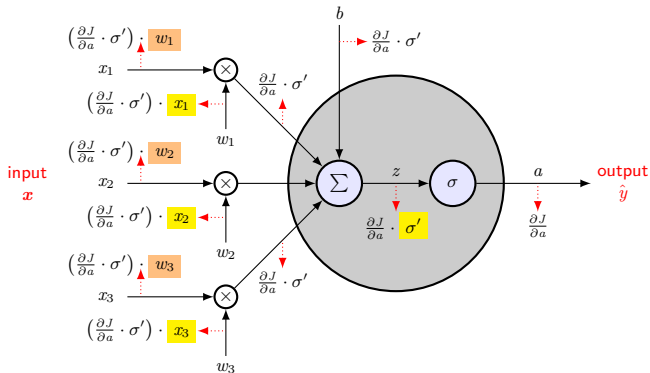 b
(∂J/∂a · σ′) · w₁
∂J/∂a · σ′
x₁
×
∂J/∂a · σ′
(∂J/∂a · σ′) · x₁
w₁
(∂J/∂a · σ′) · w₂
input
x
x₂
×
∑
z
σ
a
output
ŷ
(∂J/∂a · σ′) · x₂
∂J/∂a · σ′
∂J/∂a
w₂
(∂J/∂a · σ′) · w₃
∂J/∂a · σ′
x₃
×
(∂J/∂a · σ′) · x₃
w₃